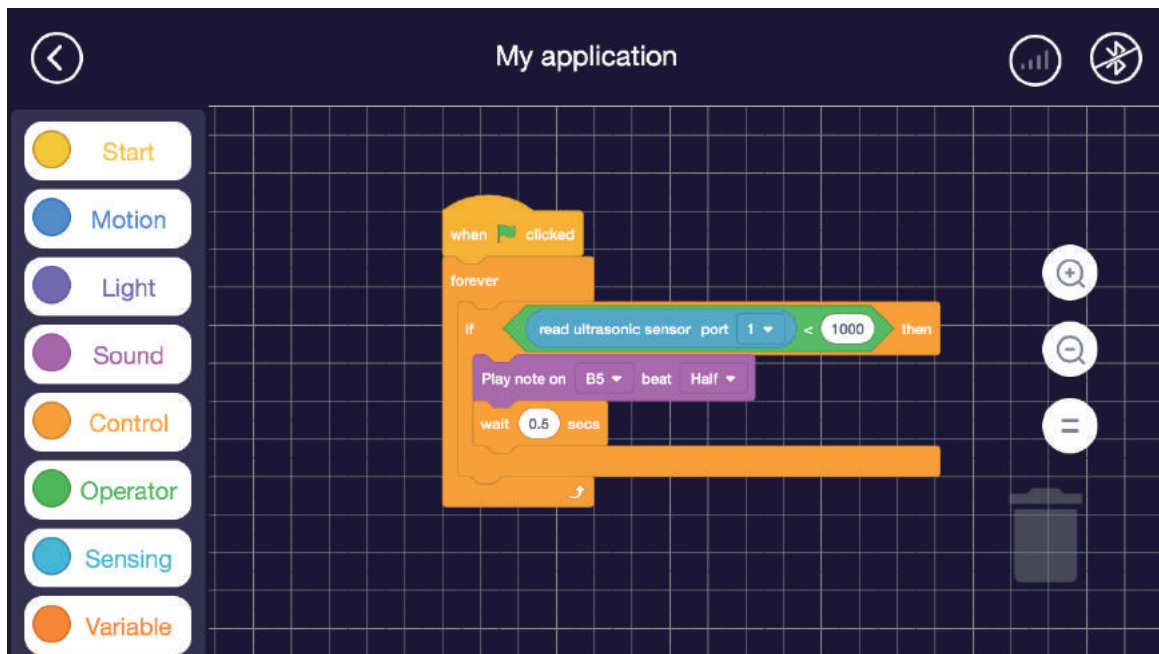 My application
Start
Motion
Light
Sound
Control
Operator
Sensing
Variable
when clicked
forever
if read ultrasonic sensor port 1 < 1000 then
Play note on B5 beat Half
wait 0.5 secs